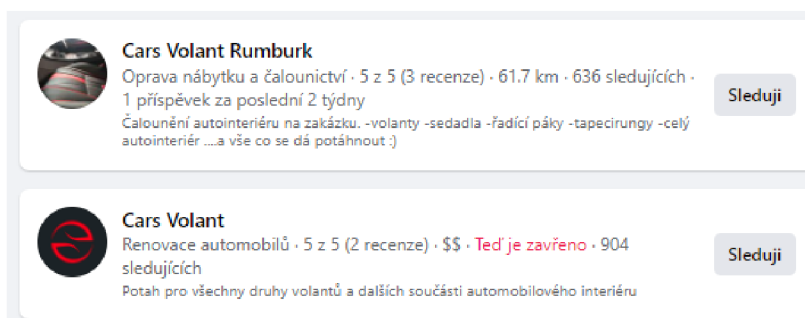 Cars Volant Rumburk
Oprava nábytku a čalounictví · 5 z 5 (3 recenze) · 61.7 km · 636 sledujících ·
1 příspěvek za poslední 2 týdny
Čalounění autointeriéru na zakázku. -volanty -sedadla -řadící páky -tapecirungy -celý
autointeriér ....a vše co se dá potáhnout :)
Sleduji
Cars Volant
Renovace automobilů · 5 z 5 (2 recenze) · $$ · Teď je zavřeno · 904
sledujících
Potah pro všechny druhy volantů a dalších součásti automobilového interiéru
Sleduji